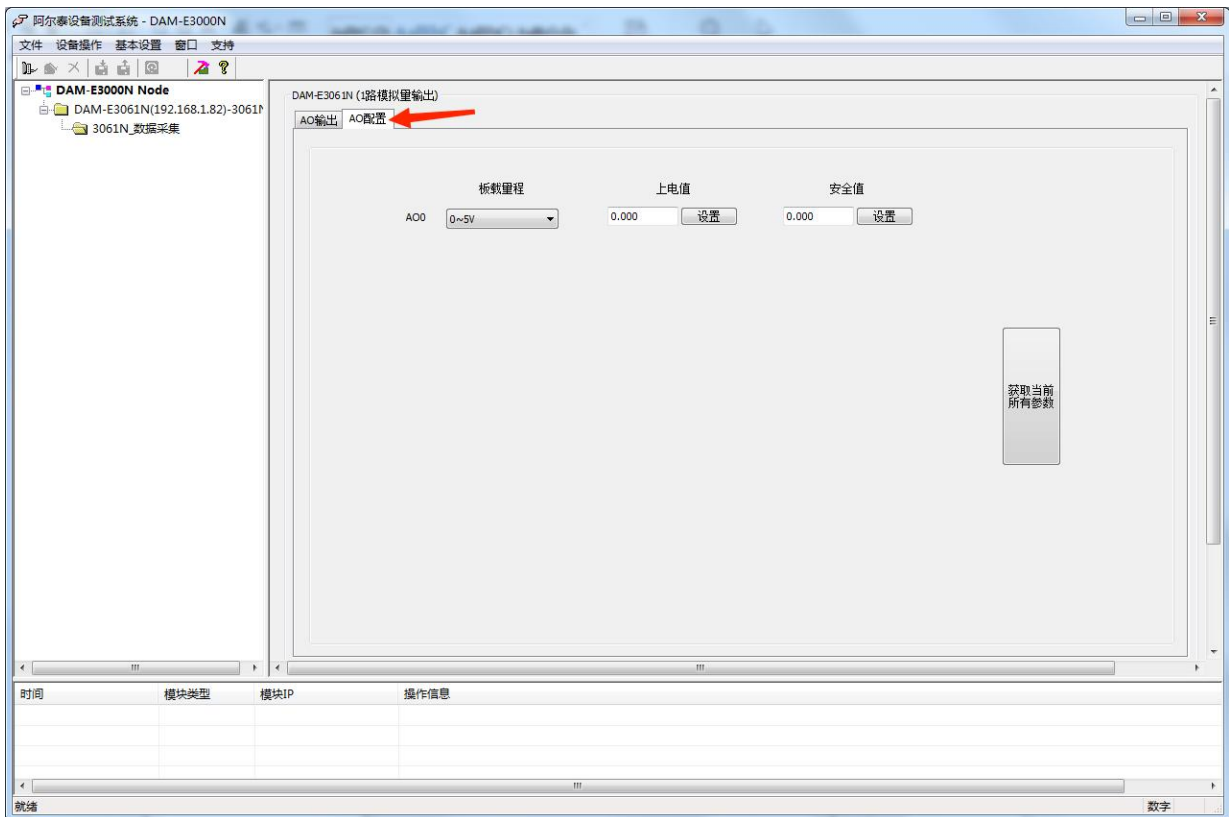 阿尔泰设备测试系统 - DAM-E3000N
文件 设备操作 基本设置 窗口 支持
DAM-E3000N Node
DAM-E3061N(192.168.1.82)-3061N
3061N_数据采集
DAM-E3061N (1路模拟量输出)
AO输出 AO配置
板载量程 上电值 安全值
AO0 0~5V 0.000 设置 0.000 设置
获取当前
所有参数
时间 模块类型 模块IP 操作信息
就绪 数字